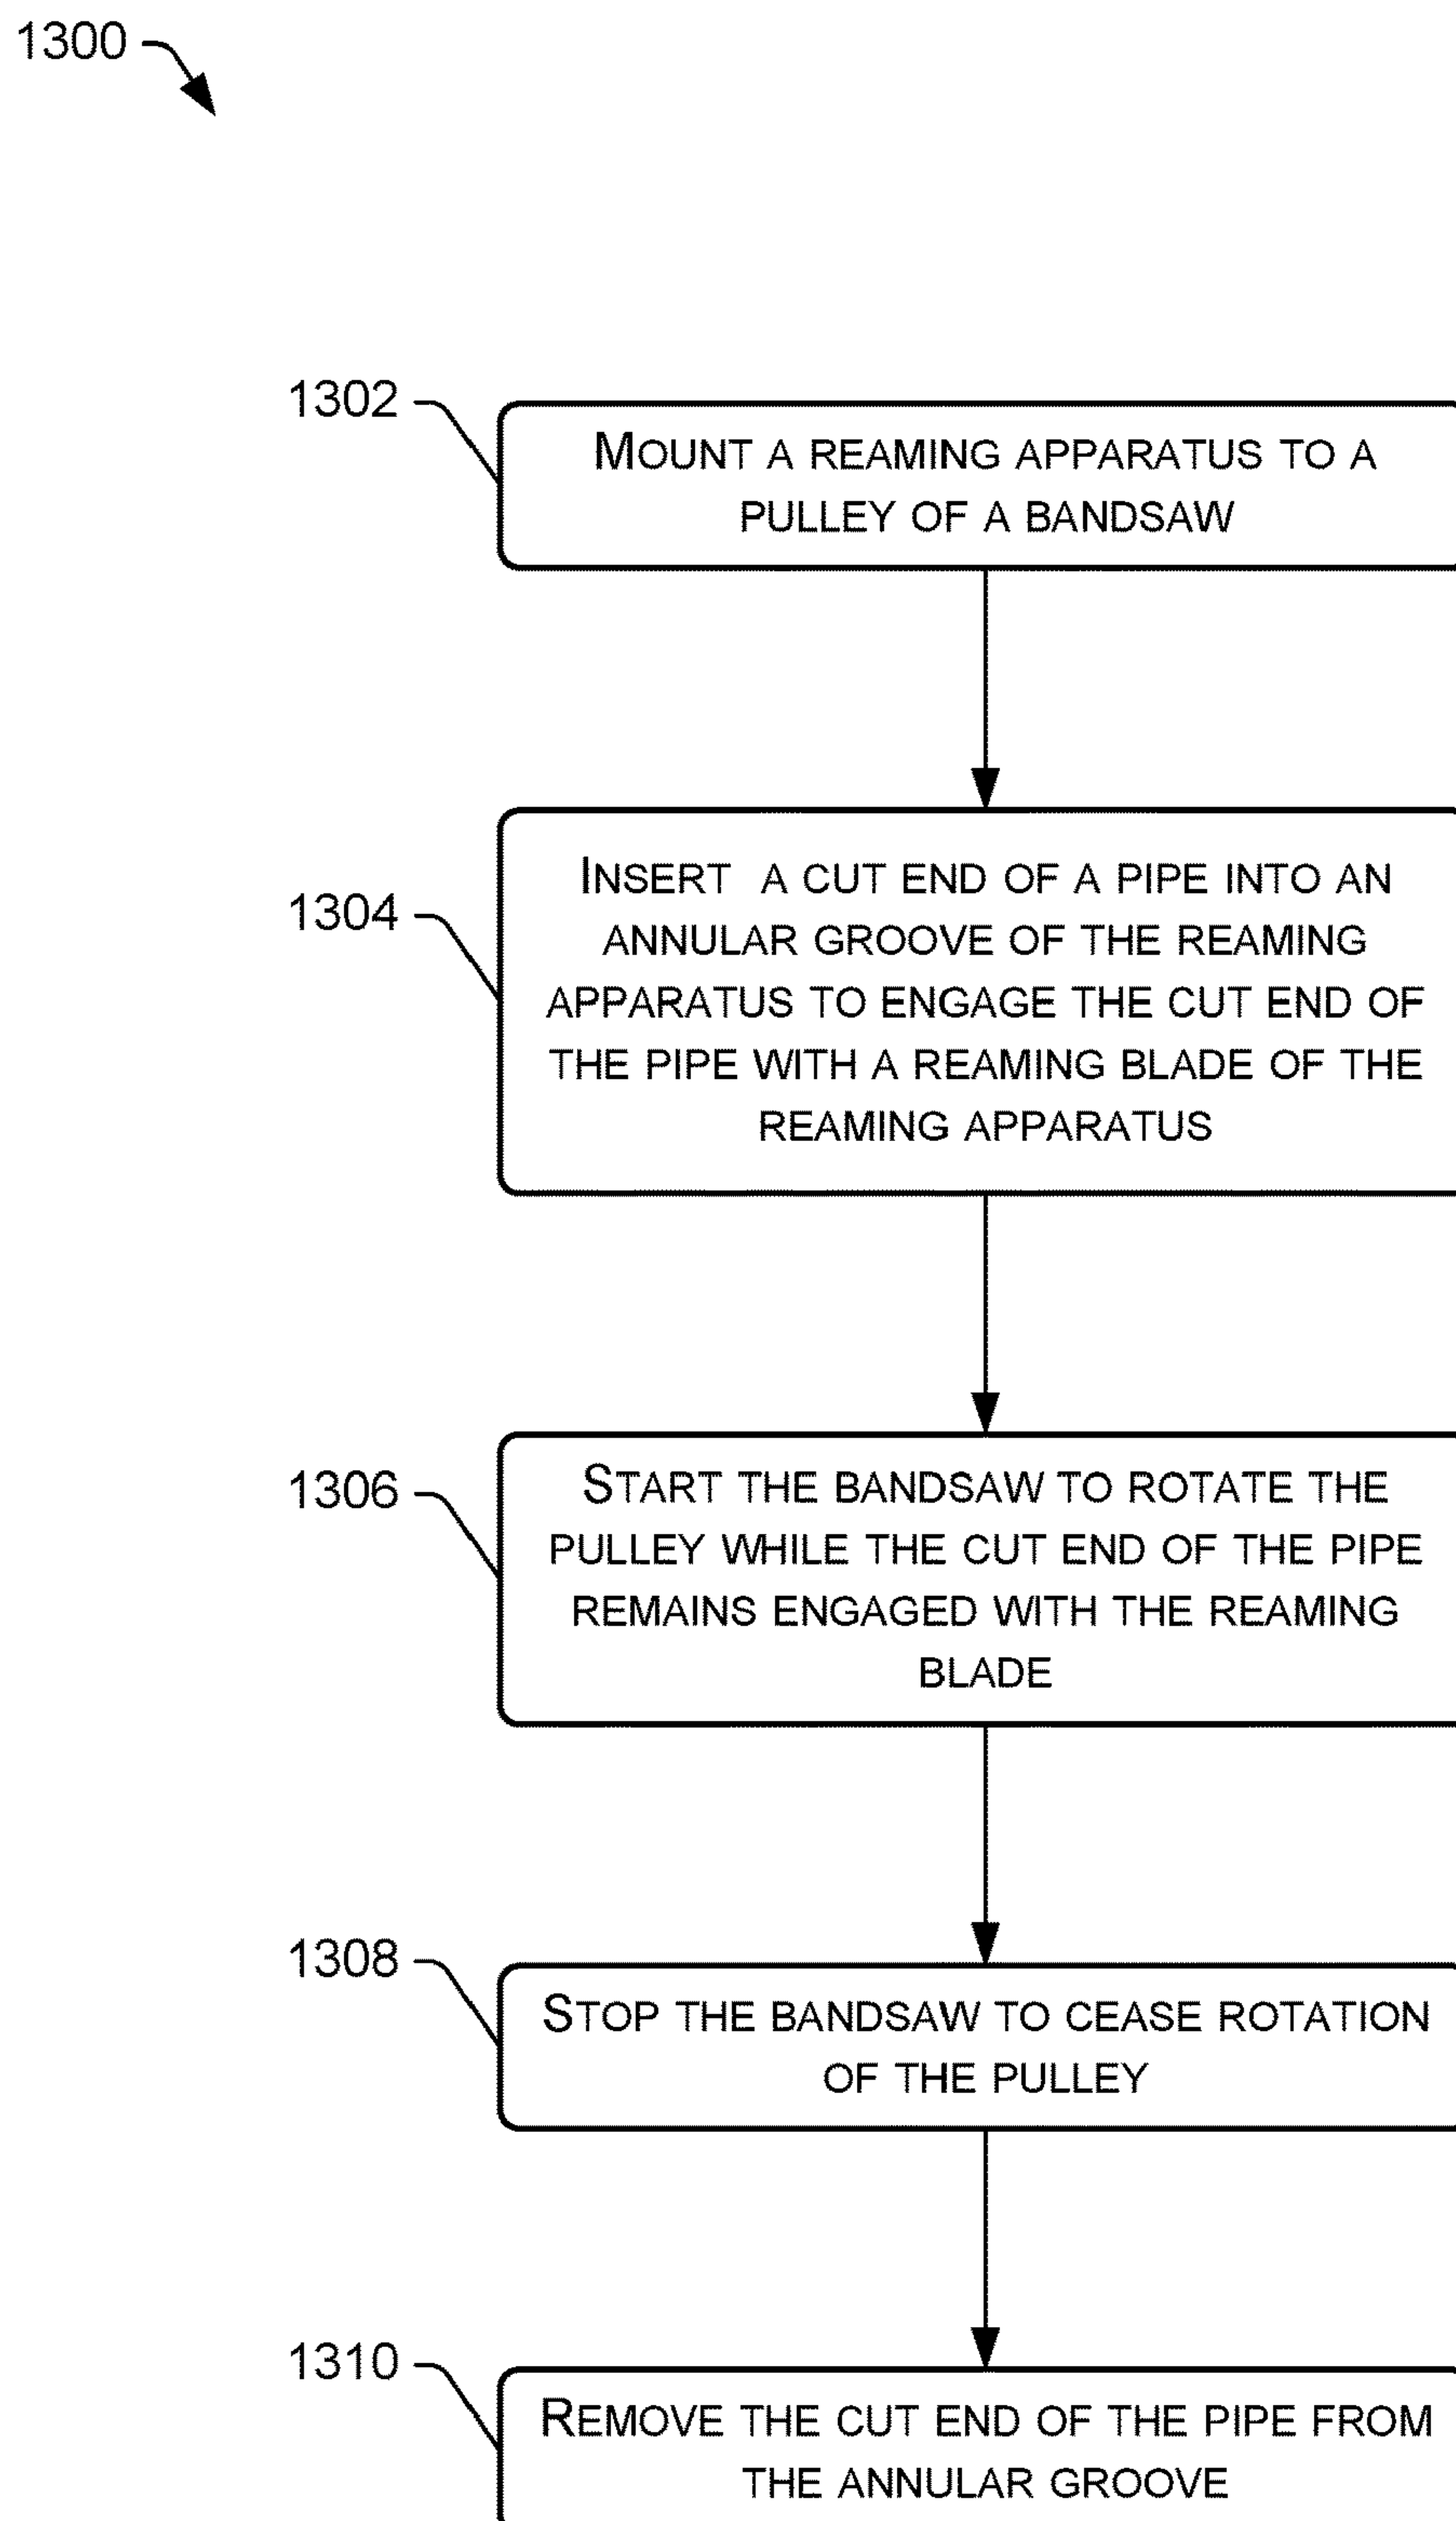 1300
1302
MOUNT A REAMING APPARATUS TO A
PULLEY OF A BANDSAW
1304
INSERT A CUT END OF A PIPE INTO AN
ANNULAR GROOVE OF THE REAMING
APPARATUS TO ENGAGE THE CUT END OF
THE PIPE WITH A REAMING BLADE OF THE
REAMING APPARATUS
1306
START THE BANDSAW TO ROTATE THE
PULLEY WHILE THE CUT END OF THE PIPE
REMAINS ENGAGED WITH THE REAMING
BLADE
1308
STOP THE BANDSAW TO CEASE ROTATION
OF THE PULLEY
1310
REMOVE THE CUT END OF THE PIPE FROM
THE ANNULAR GROOVE